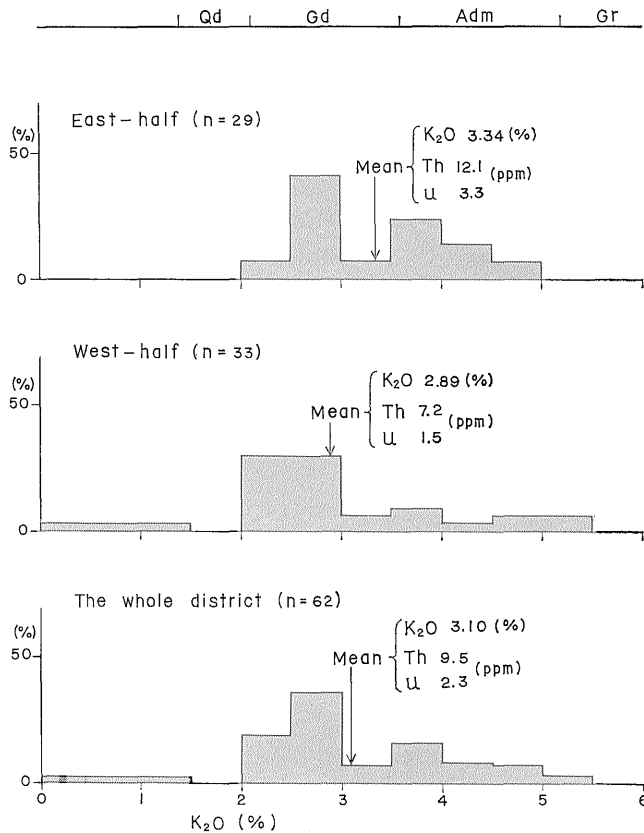 Qd Gd Adm Gr
East-half (n=29)
(%)
50
0
Mean
K₂O 3.34 (%)
Th 12.1 (ppm)
U 3.3
West-half (n=33)
(%)
50
0
Mean
K₂O 2.89 (%)
Th 7.2 (ppm)
U 1.5
The whole district (n=62)
(%)
50
0
Mean
K₂O 3.10 (%)
Th 9.5 (ppm)
U 2.3
0 1 2 3 4 5 6
K₂O (%)